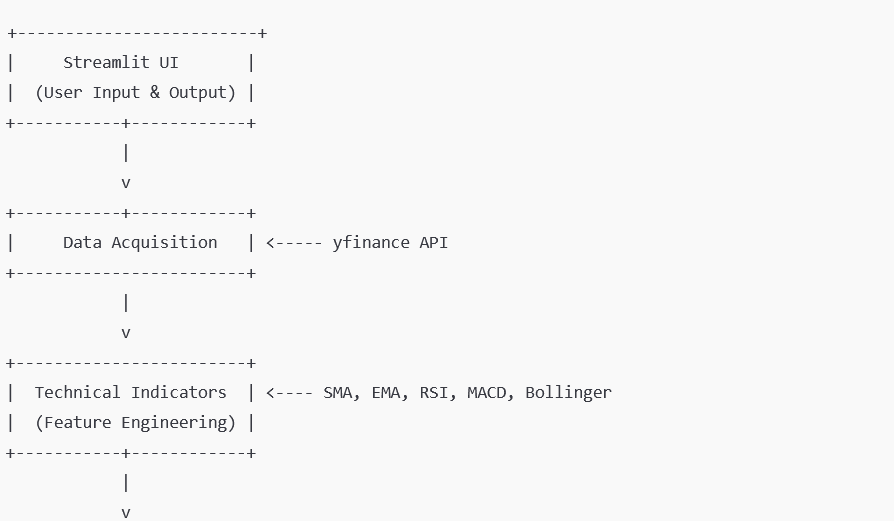 +-------------------------+
|     Streamlit UI       |
|  (User Input & Output) |
+-----------+------------+
            |
            v
+-----------+------------+
|     Data Acquisition   | <----- yfinance API
+------------------------+
            |
            v
+------------------------+
|  Technical Indicators  | <---- SMA, EMA, RSI, MACD, Bollinger
|  (Feature Engineering) |
+-----------+------------+
            |
            v